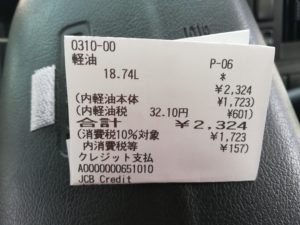 0310-00
軽油 P-06
18.74L *
¥2,324
(内軽油本体 ¥1,723)
(内軽油税 32.10円 ¥601)
合計 ¥2,324
(消費税10%対象 ¥1,723
内消費税等 ¥157)
クレジット支払
A0000000651010
JCB Credit